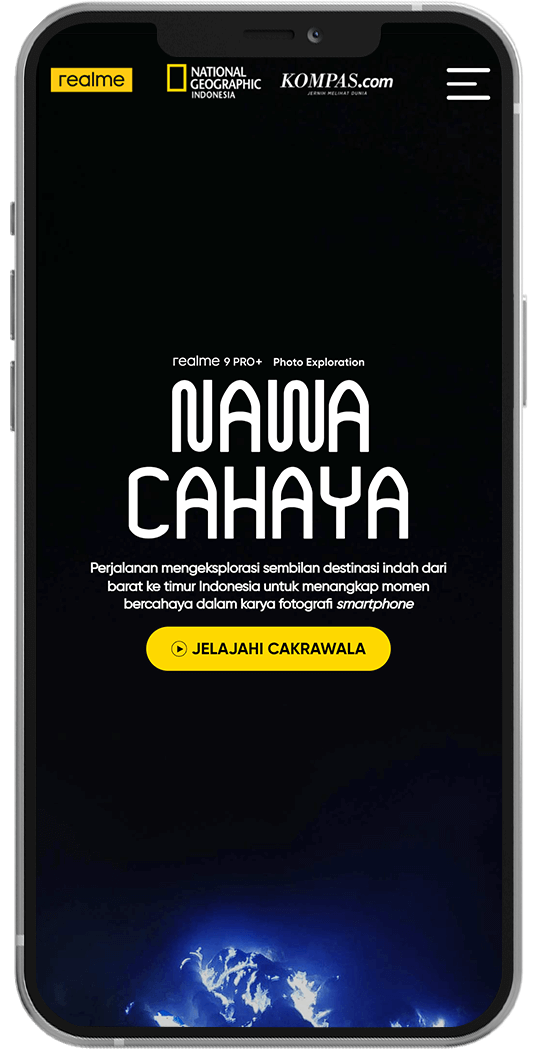 realme
NATIONAL
GEOGRAPHIC
INDONESIA
KOMPAS.com
JERNIH MELIHAT DUNIA
realme 9 PRO+ Photo Exploration
NAWA
CAHAYA
Perjalanan mengeksplorasi sembilan destinasi indah dari
barat ke timur Indonesia untuk menangkap momen
bercahaya dalam karya fotografi smartphone
JELAJAHI CAKRAWALA